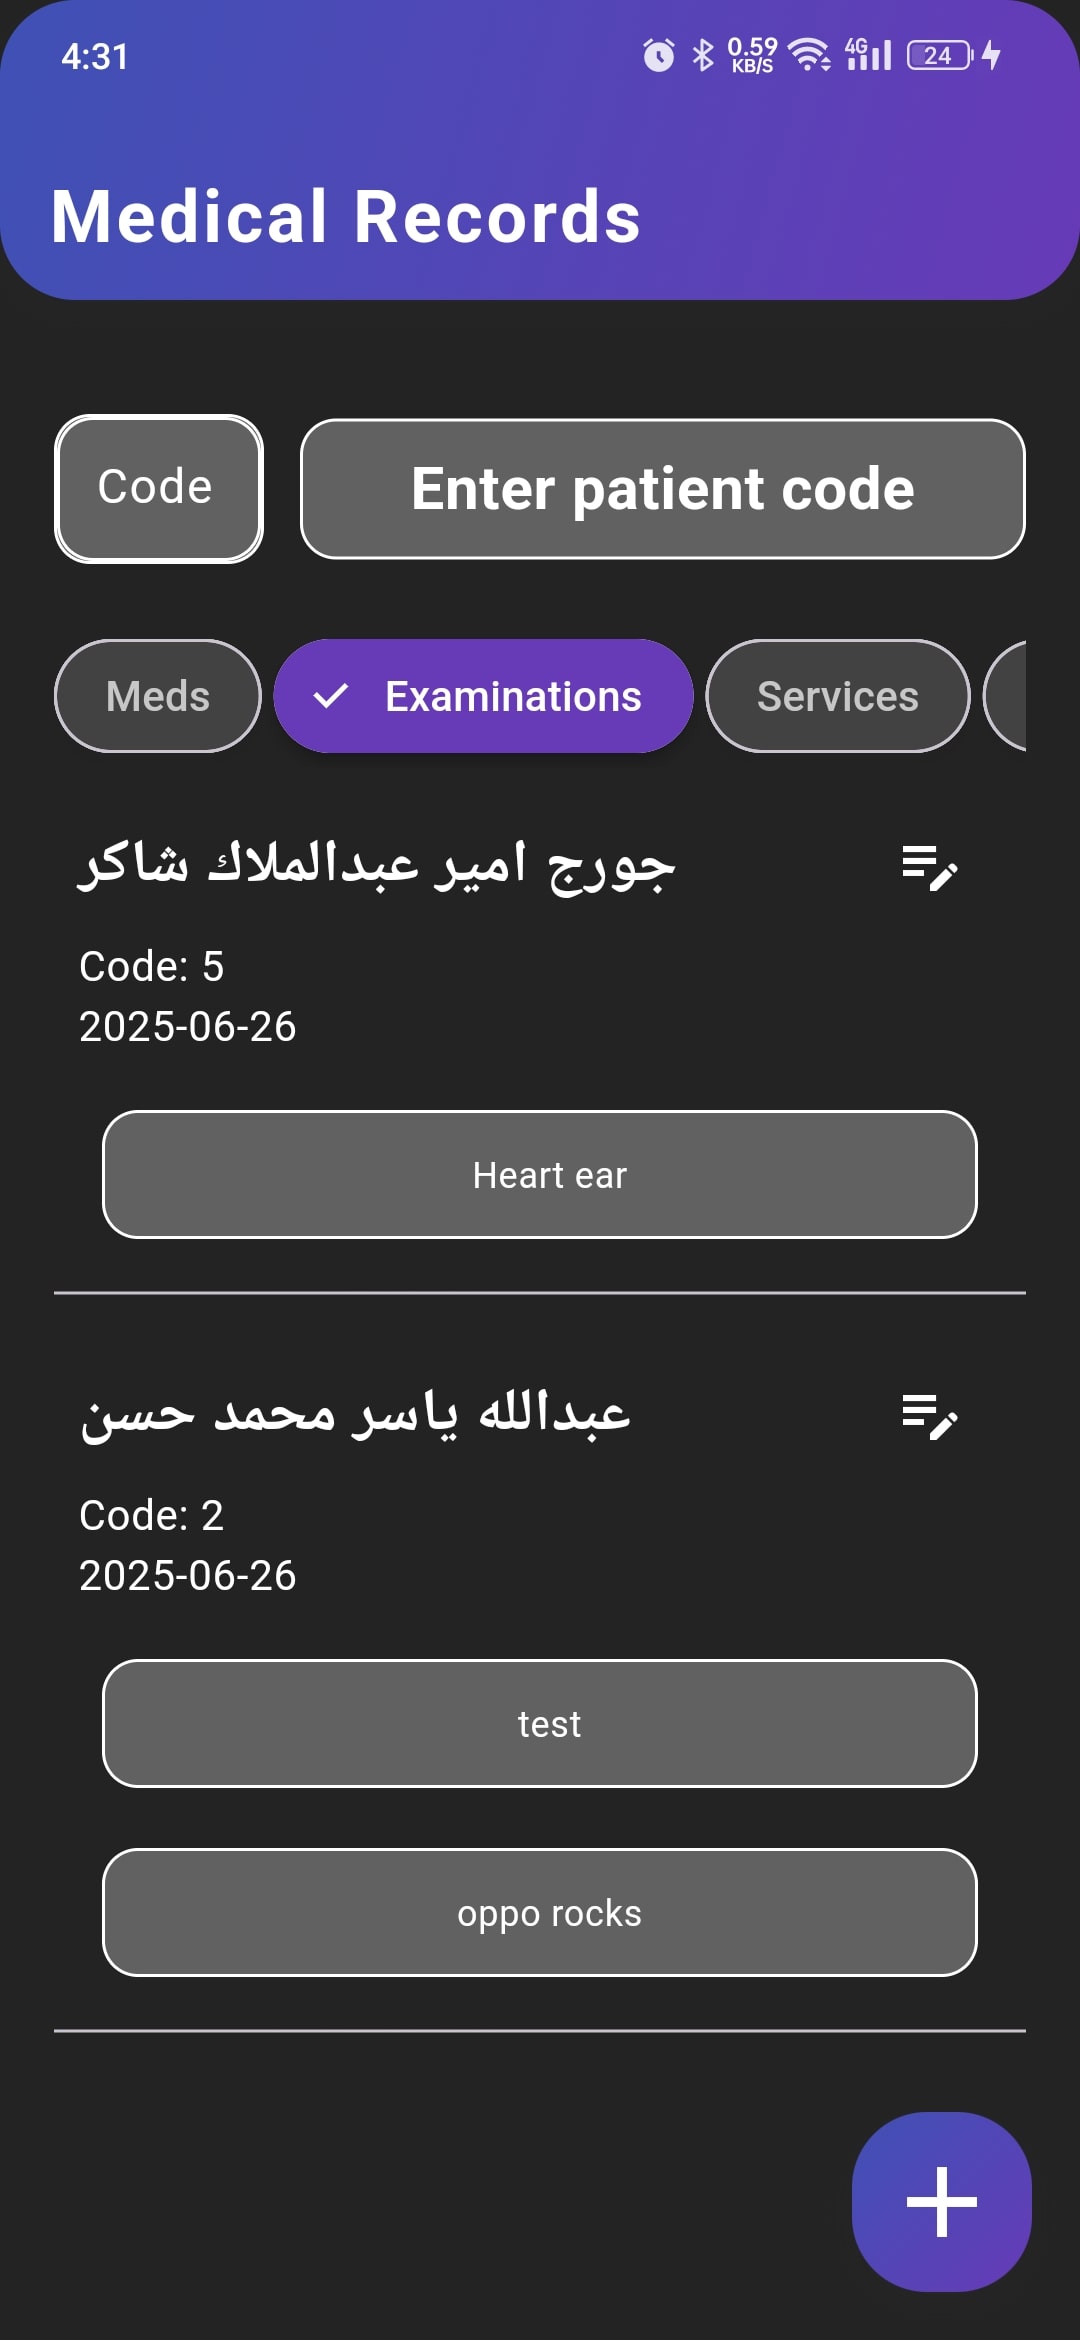 4:31
0.59
KB/S
4G
24
Medical Records
Code
Enter patient code
Meds
Examinations
Services
جورج امير عبدالملاك شاكر
Code: 5
2025-06-26
Heart ear
عبدالله ياسر محمد حسن
Code: 2
2025-06-26
test
oppo rocks